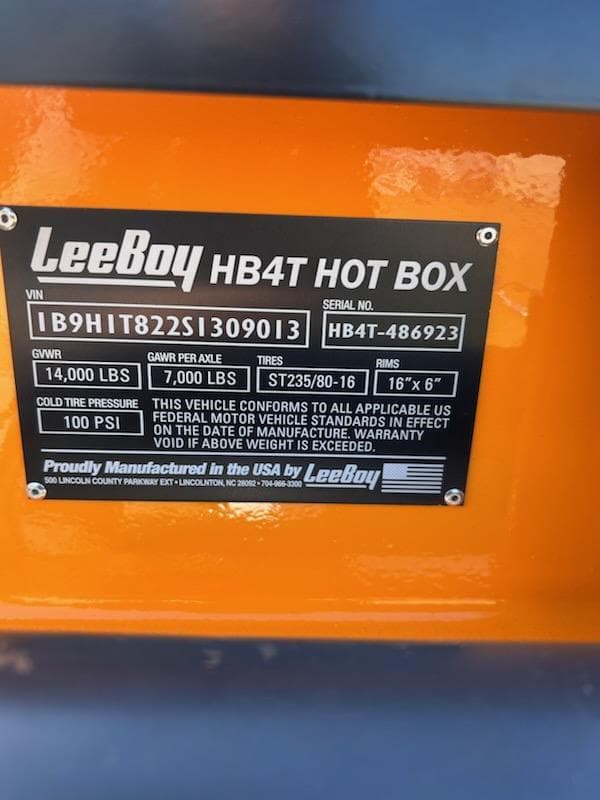 LeeBoy HB4T HOT BOX
VIN
1B9H1T822S1309013
SERIAL NO.
HB4T-486923
GVWR
14,000 LBS
GAWR PER AXLE
7,000 LBS
TIRES
ST235/80-16
RIMS
16"x 6"
COLD TIRE PRESSURE
100 PSI
THIS VEHICLE CONFORMS TO ALL APPLICABLE US
FEDERAL MOTOR VEHICLE STANDARDS IN EFFECT
ON THE DATE OF MANUFACTURE. WARRANTY
VOID IF ABOVE WEIGHT IS EXCEEDED.
Proudly Manufactured in the USA by LeeBoy
500 LINCOLN COUNTY PARKWAY EXT • LINCOLNTON, NC 28092 • 704-966-3300